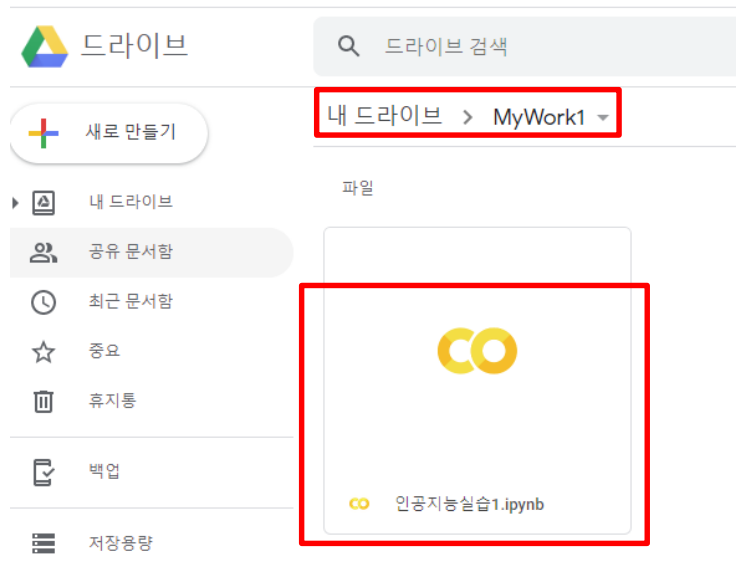 드라이브
드라이브 검색
새로 만들기
내 드라이브
공유 문서함
최근 문서함
중요
휴지통
백업
저장용량
내 드라이브 > MyWork1
파일
인공지능실습1.ipynb